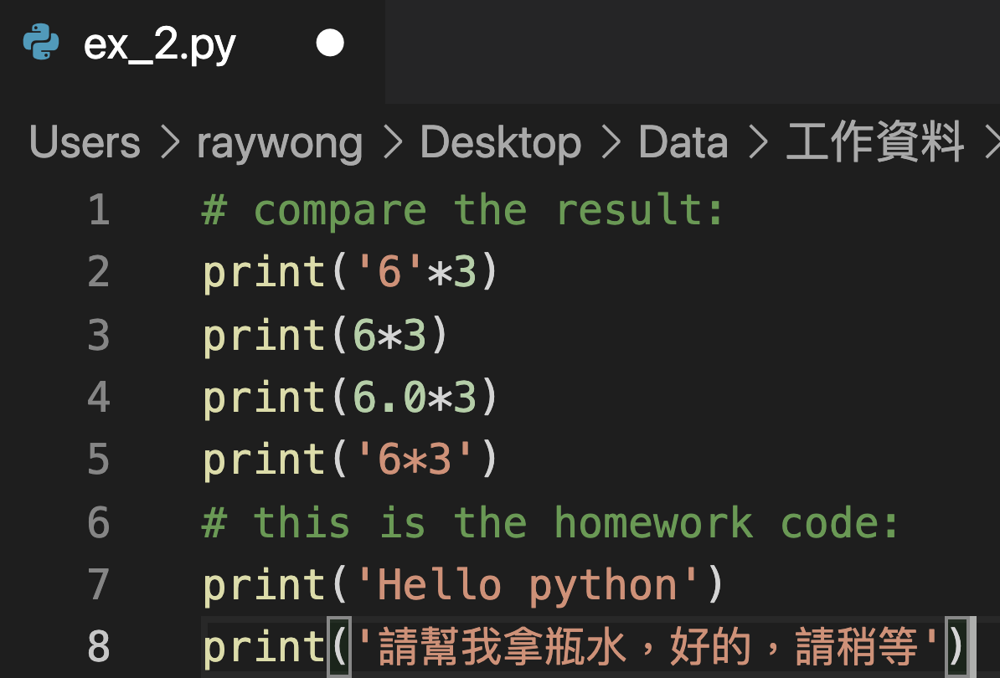 ex_2.py
Users > raywong > Desktop > Data > 工作資料 >
1 # compare the result:
2 print('6'*3)
3 print(6*3)
4 print(6.0*3)
5 print('6*3')
6 # this is the homework code:
7 print('Hello python')
8 print('請幫我拿瓶水，好的，請稍等')